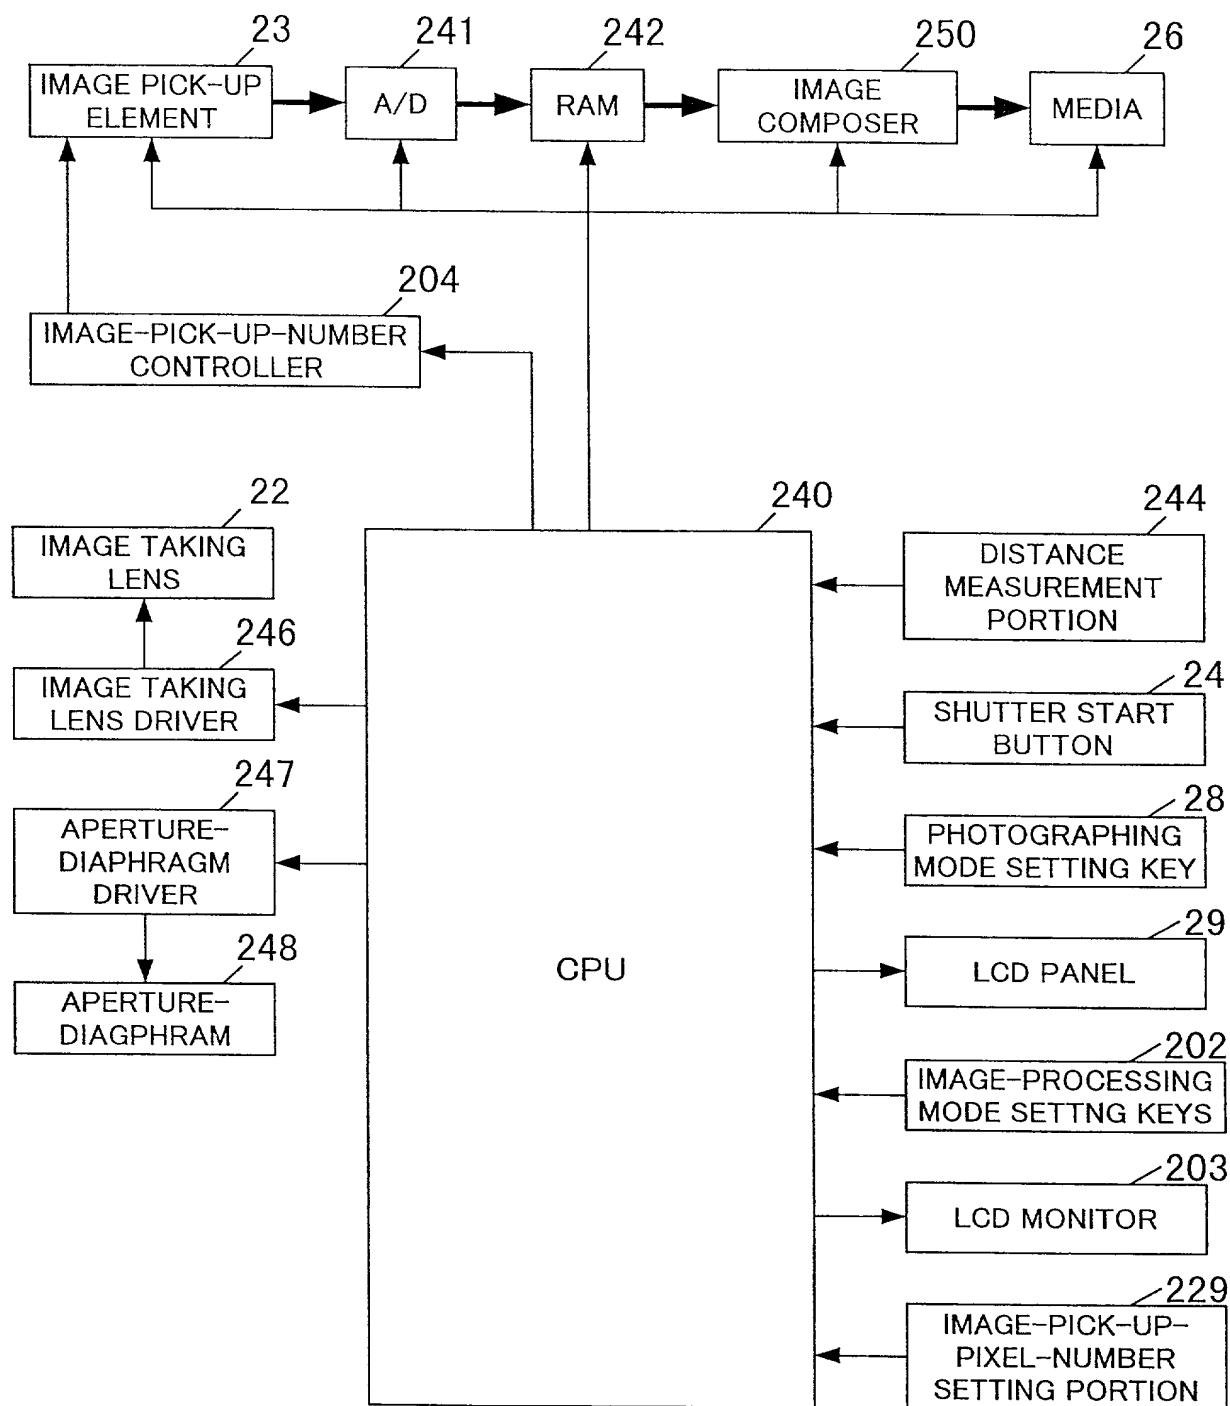 23
241
242
250
26
IMAGE PICK-UP
ELEMENT
A/D
RAM
IMAGE
COMPOSER
MEDIA
204
IMAGE-PICK-UP-NUMBER
CONTROLLER
22
IMAGE TAKING
LENS
246
IMAGE TAKING
LENS DRIVER
247
APERTURE-
DIAPHRAGM
DRIVER
248
APERTURE-
DIAGPHRAM
240
CPU
244
DISTANCE
MEASUREMENT
PORTION
24
SHUTTER START
BUTTON
28
PHOTOGRAPHING
MODE SETTING KEY
29
LCD PANEL
202
IMAGE-PROCESSING
MODE SETTNG KEYS
203
LCD MONITOR
229
IMAGE-PICK-UP-
PIXEL-NUMBER
SETTING PORTION